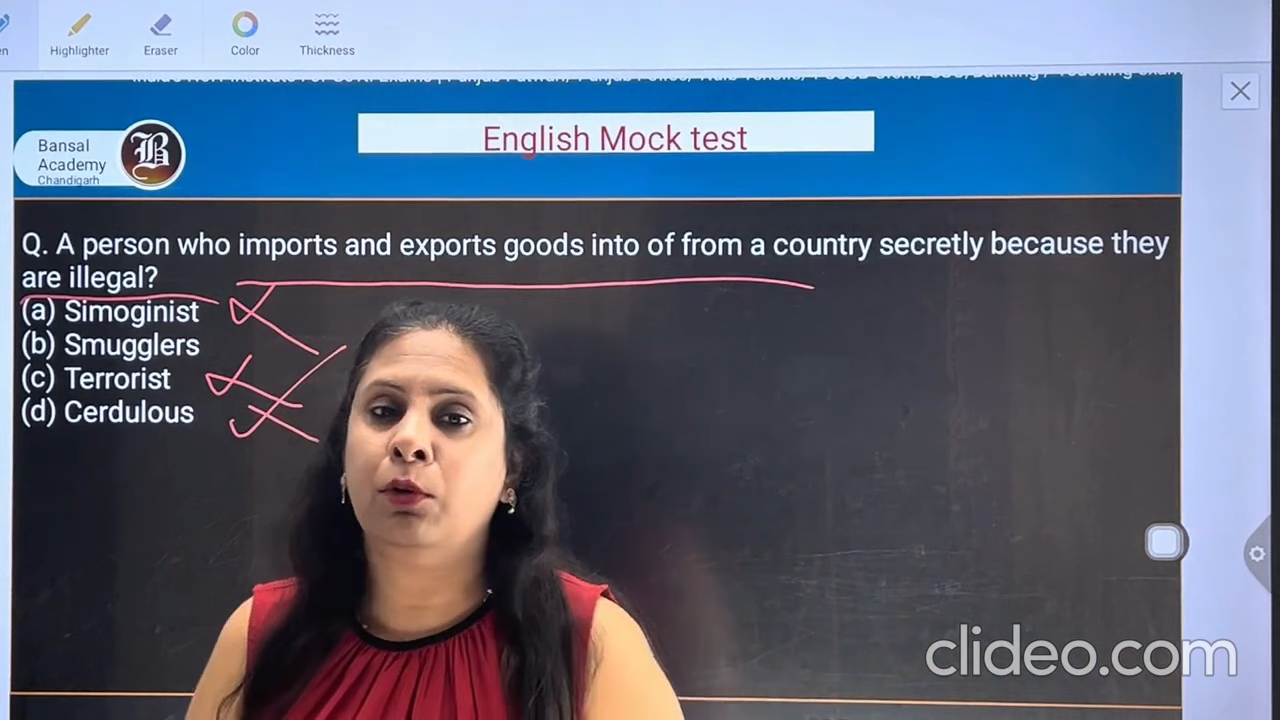 Highlighter
Eraser
Color
Thickness
Bansal
Academy
Chandigarh
English Mock test
Q. A person who imports and exports goods into of from a country secretly because they
are illegal?
(a) Simoginist
(b) Smugglers
(c) Terrorist
(d) Cerdulous
clideo.com